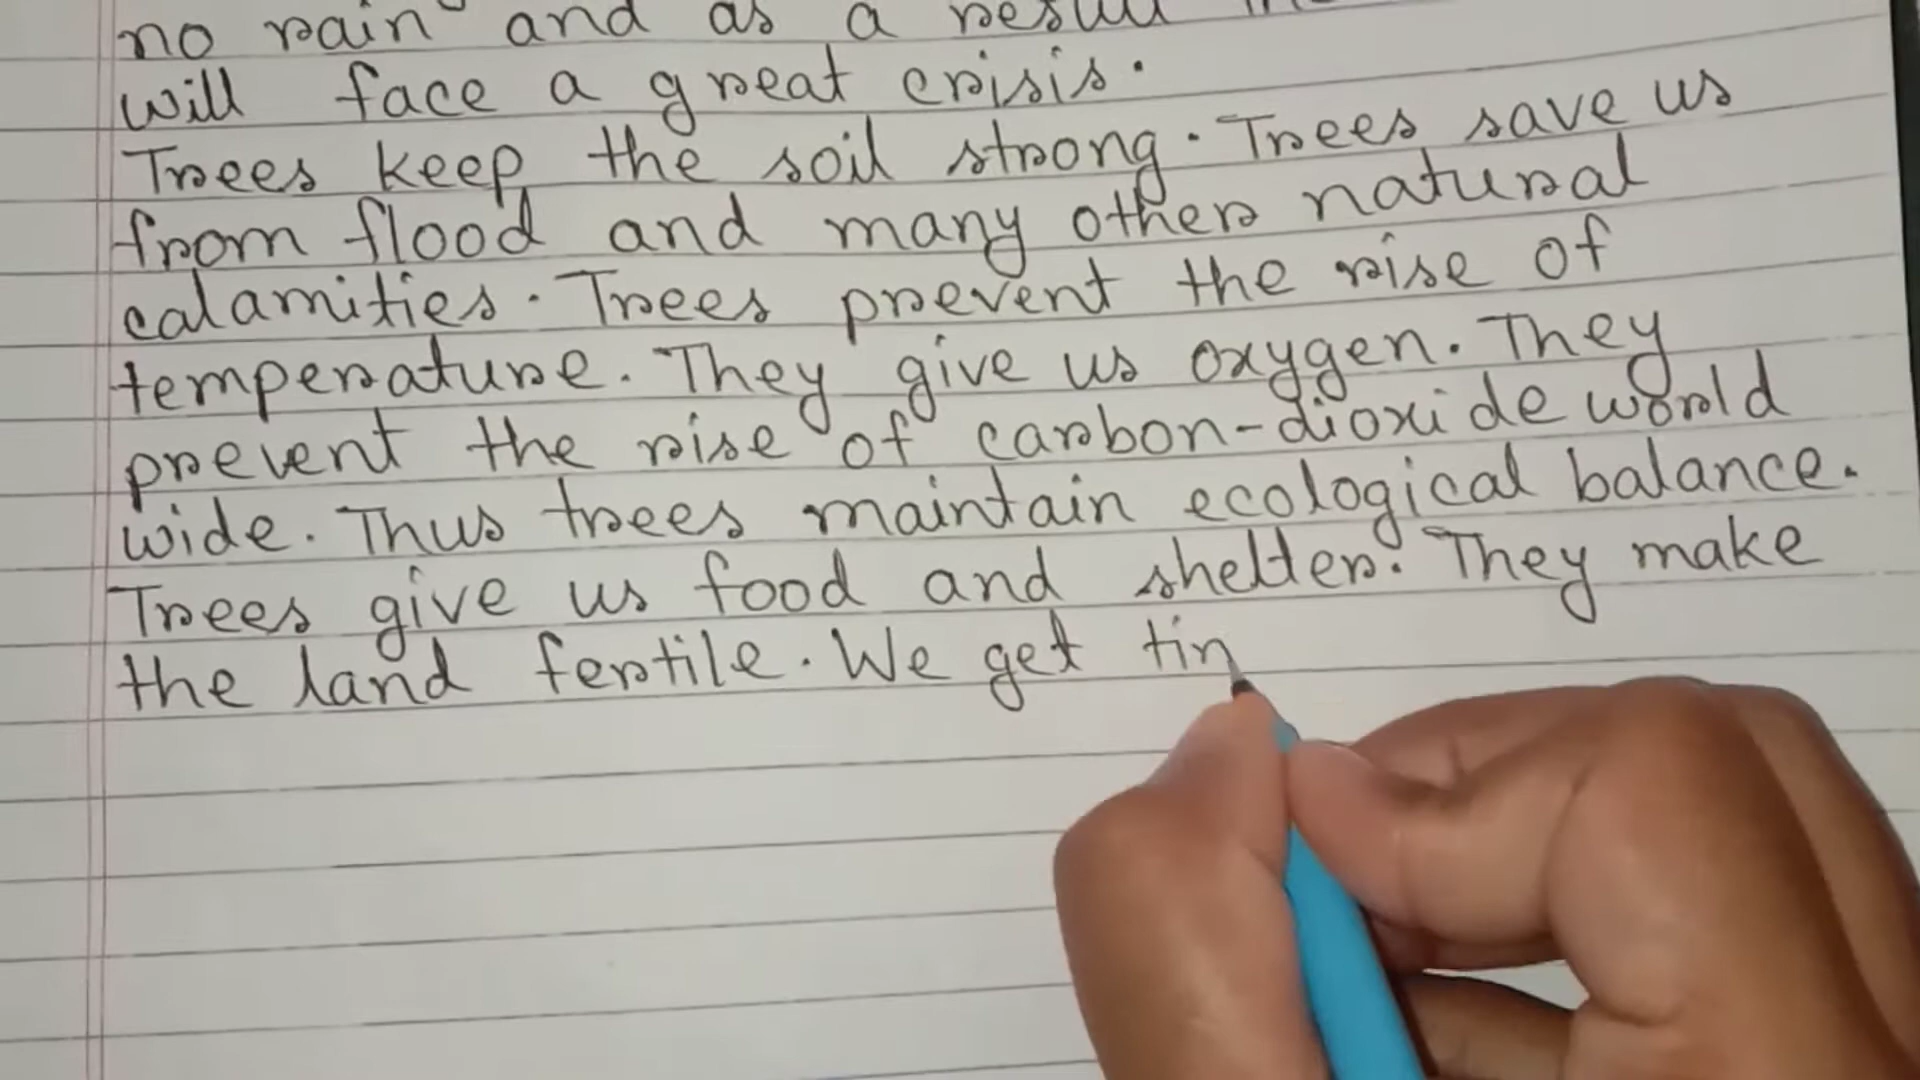 no rain and as a result
will face a great crisis.
Trees keep the soil strong. Trees save us
from flood and many other natural
calamities. Trees prevent the rise of
temperature. They give us oxygen. They
prevent the rise of carbon-dioxide world
wide. Thus trees maintain ecological balance.
Trees give us food and shelter. They make
the land fertile. We get tim